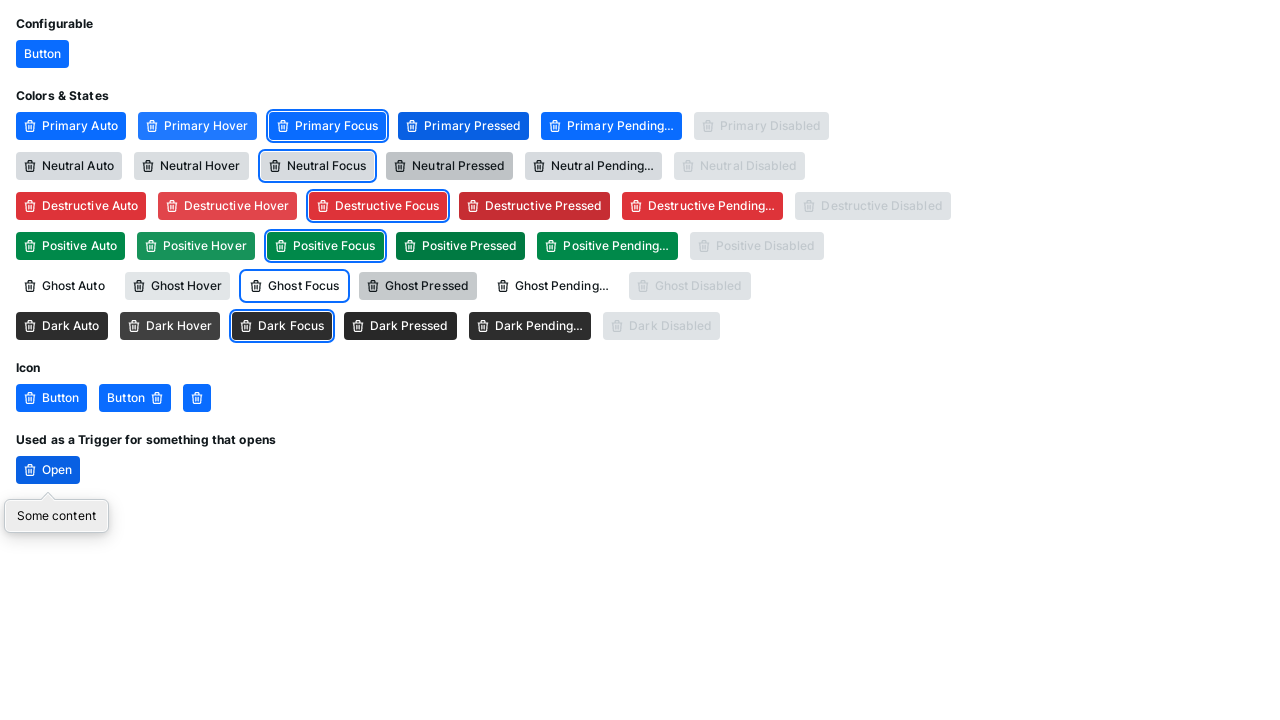 Configurable
Button
Colors & States
Primary Auto Primary Hover Primary Focus Primary Pressed Primary Pending... Primary Disabled
Neutral Auto Neutral Hover Neutral Focus Neutral Pressed Neutral Pending... Neutral Disabled
Destructive Auto Destructive Hover Destructive Focus Destructive Pressed Destructive Pending... Destructive Disabled
Positive Auto Positive Hover Positive Focus Positive Pressed Positive Pending... Positive Disabled
Ghost Auto Ghost Hover Ghost Focus Ghost Pressed Ghost Pending... Ghost Disabled
Dark Auto Dark Hover Dark Focus Dark Pressed Dark Pending... Dark Disabled
Icon
Button Button
Used as a Trigger for something that opens
Open
Some content